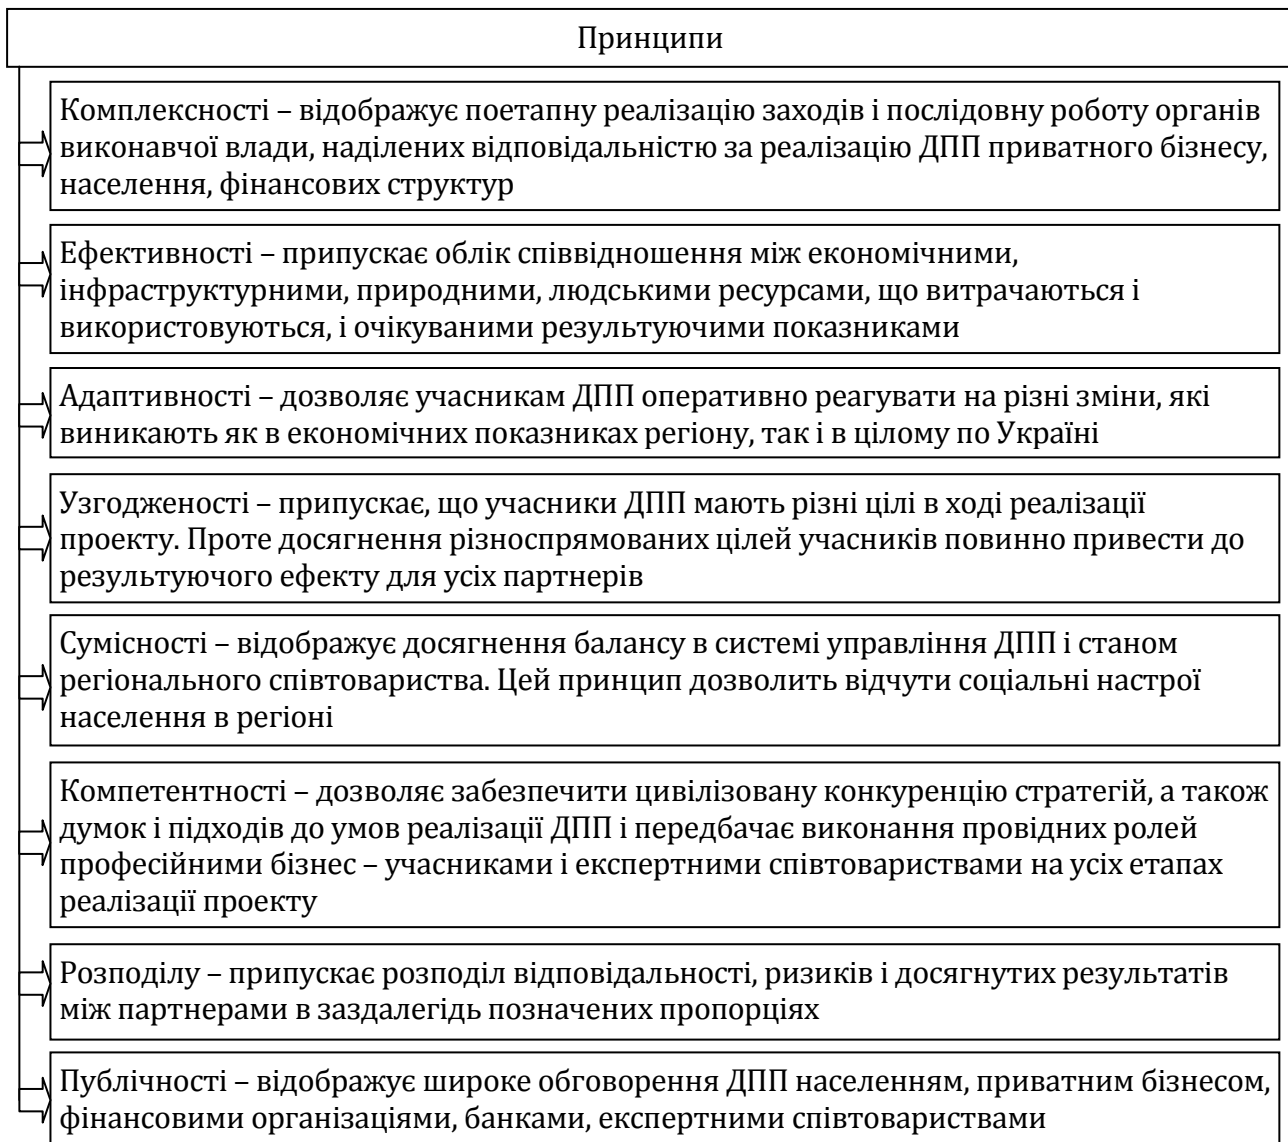 Принципи
Комплексності – відображує поетапну реалізацію заходів і послідовну роботу органів
виконавчої влади, наділених відповідальністю за реалізацію ДПП приватного бізнесу,
населення, фінансових структур
Ефективності – припускає облік співвідношення між економічними,
інфраструктурними, природними, людськими ресурсами, що витрачаються і
використовуються, і очікуваними результуючими показниками
Адаптивності – дозволяє учасникам ДПП оперативно реагувати на різні зміни, які
виникають як в економічних показниках регіону, так і в цілому по Україні
Узгодженості – припускає, що учасники ДПП мають різні цілі в ході реалізації
проекту. Проте досягнення різноспрямованих цілей учасників повинно привести до
результуючого ефекту для усіх партнерів
Сумісності – відображує досягнення балансу в системі управління ДПП і станом
регіонального співтовариства. Цей принцип дозволить відчути соціальні настрої
населення в регіоні
Компетентності – дозволяє забезпечити цивілізовану конкуренцію стратегій, а також
думок і підходів до умов реалізації ДПП і передбачає виконання провідних ролей
професійними бізнес – учасниками і експертними співтовариствами на усіх етапах
реалізації проекту
Розподілу – припускає розподіл відповідальності, ризиків і досягнутих результатів
між партнерами в заздалегідь позначених пропорціях
Публічності – відображує широке обговорення ДПП населенням, приватним бізнесом,
фінансовими організаціями, банками, експертними співтовариствами